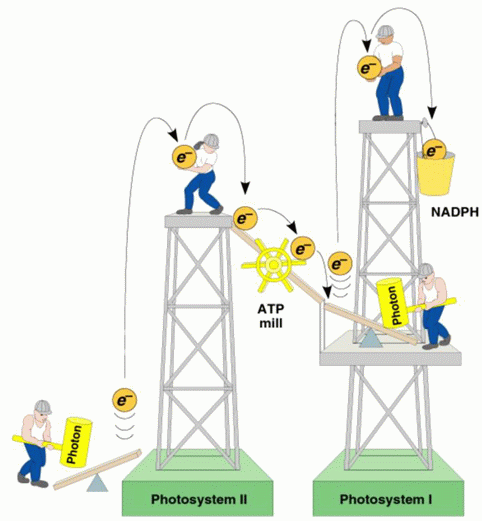 e–
e–
NADPH
e–
e–
e–
e–
ATP
mill
Photon
e–
Photon
Photosystem II
Photosystem I